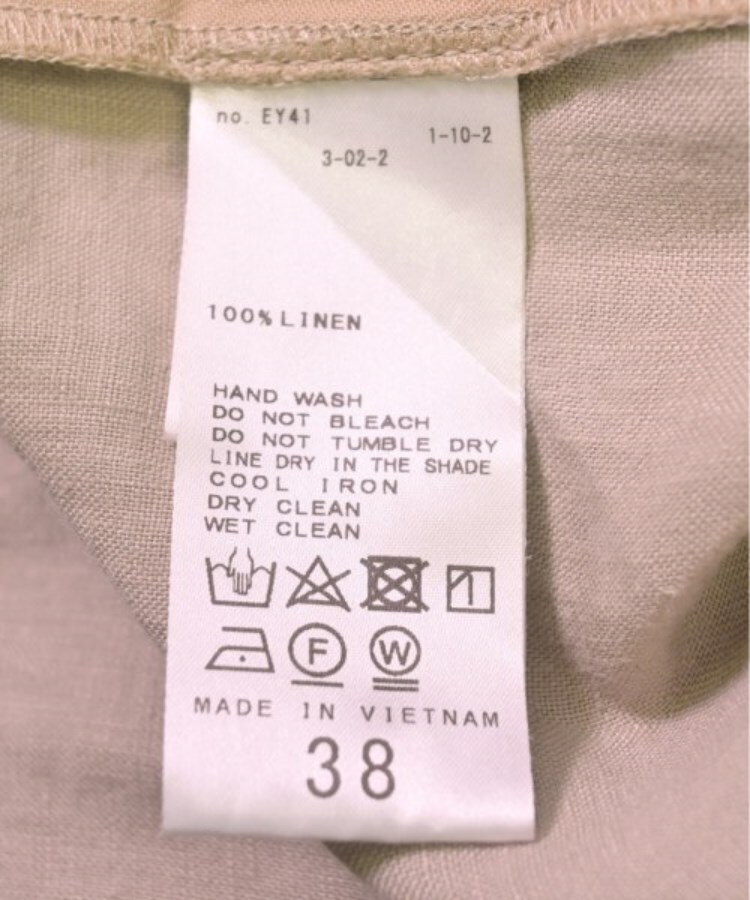 no. EY41
1-10-2
3-02-2
100% LINEN
HAND WASH
DO NOT BLEACH
DO NOT TUMBLE DRY
LINE DRY IN THE SHADE
COOL IRON
DRY CLEAN
WET CLEAN
F W
MADE IN VIETNAM
38